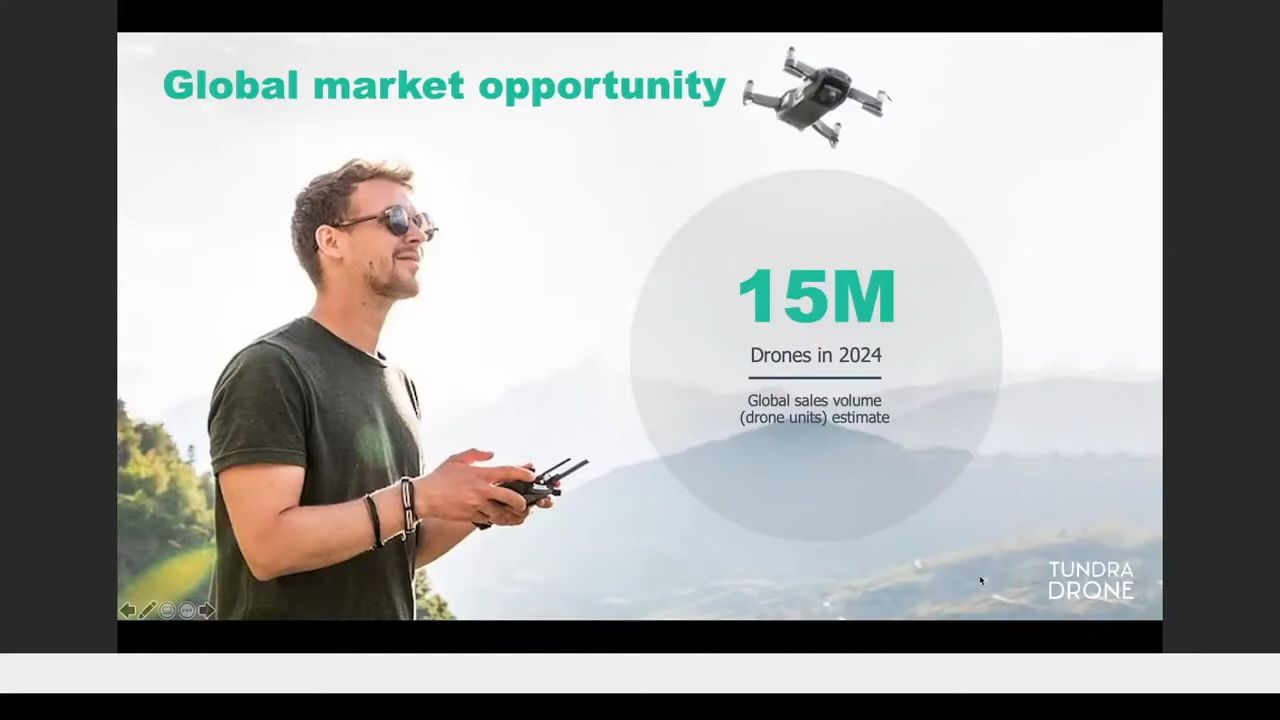 Global market opportunity
15M
Drones in 2024
Global sales volume
(drone units) estimate
TUNDRA
DRONE